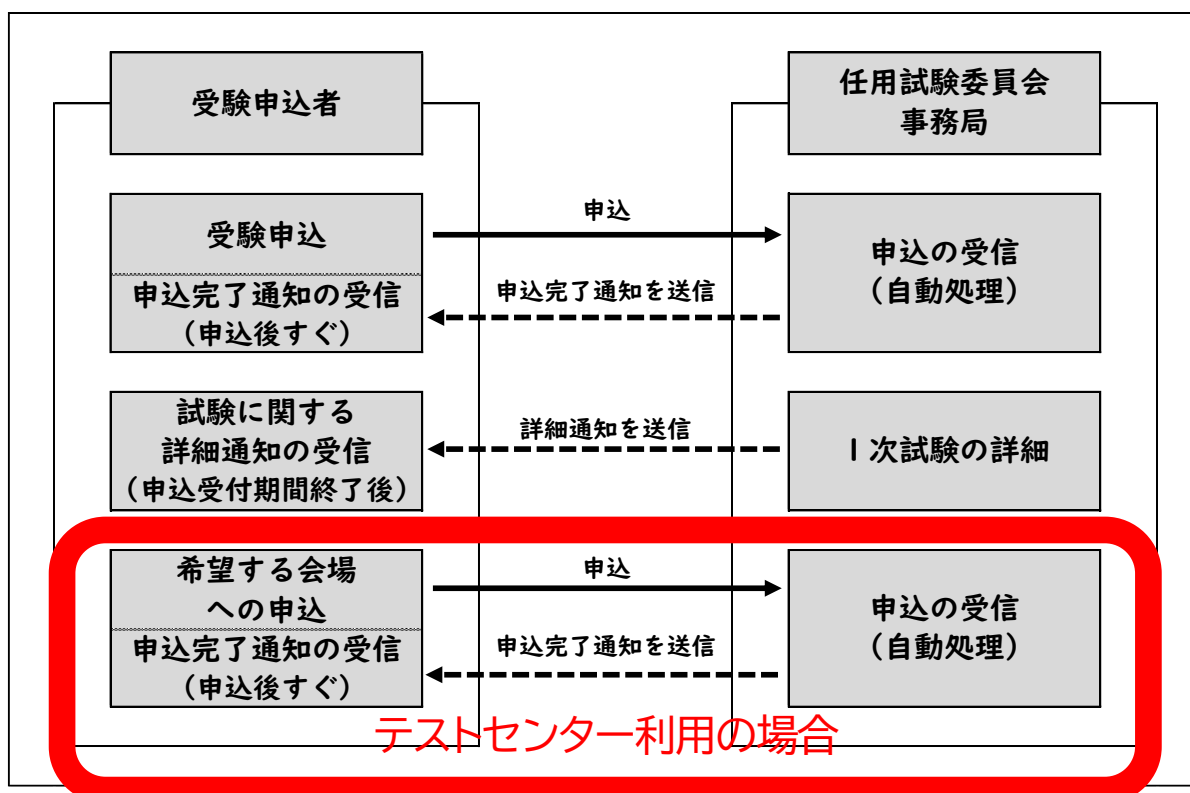 受験申込者
任用試験委員会
事務局
受験申込
申込
申込の受信
（自動処理）
申込完了通知の受信
（申込後すぐ）
申込完了通知を送信
試験に関する
詳細通知の受信
（申込受付期間終了後）
詳細通知を送信
1次試験の詳細
希望する会場
への申込
申込
申込の受信
（自動処理）
申込完了通知の受信
（申込後すぐ）
申込完了通知を送信
テストセンター利用の場合